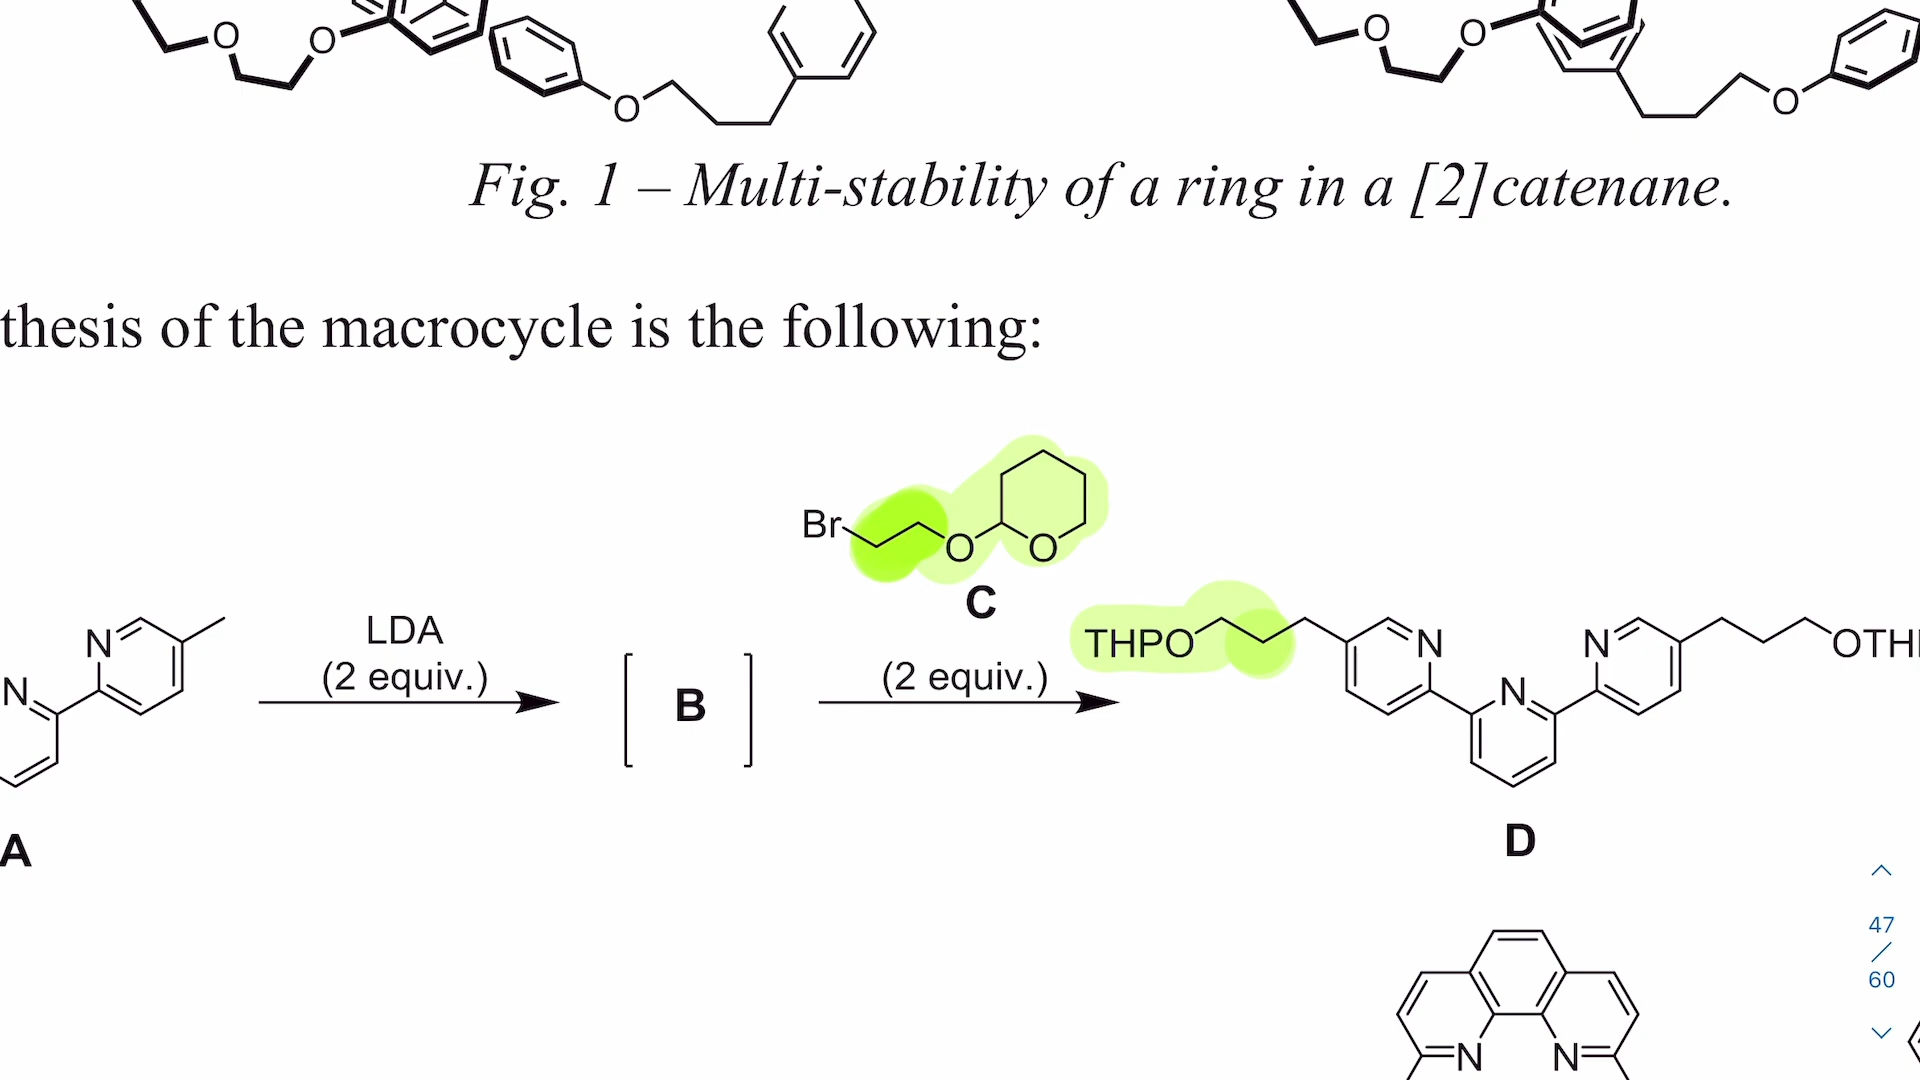 O O O
O O O
Fig. 1 – Multi-stability of a ring in a [2]catenane.
thesis of the macrocycle is the following:
Br O O
C
LDA
(2 equiv.)
B
(2 equiv.)
N N
A
THPO N N N OTH
D
N N
47
/
60